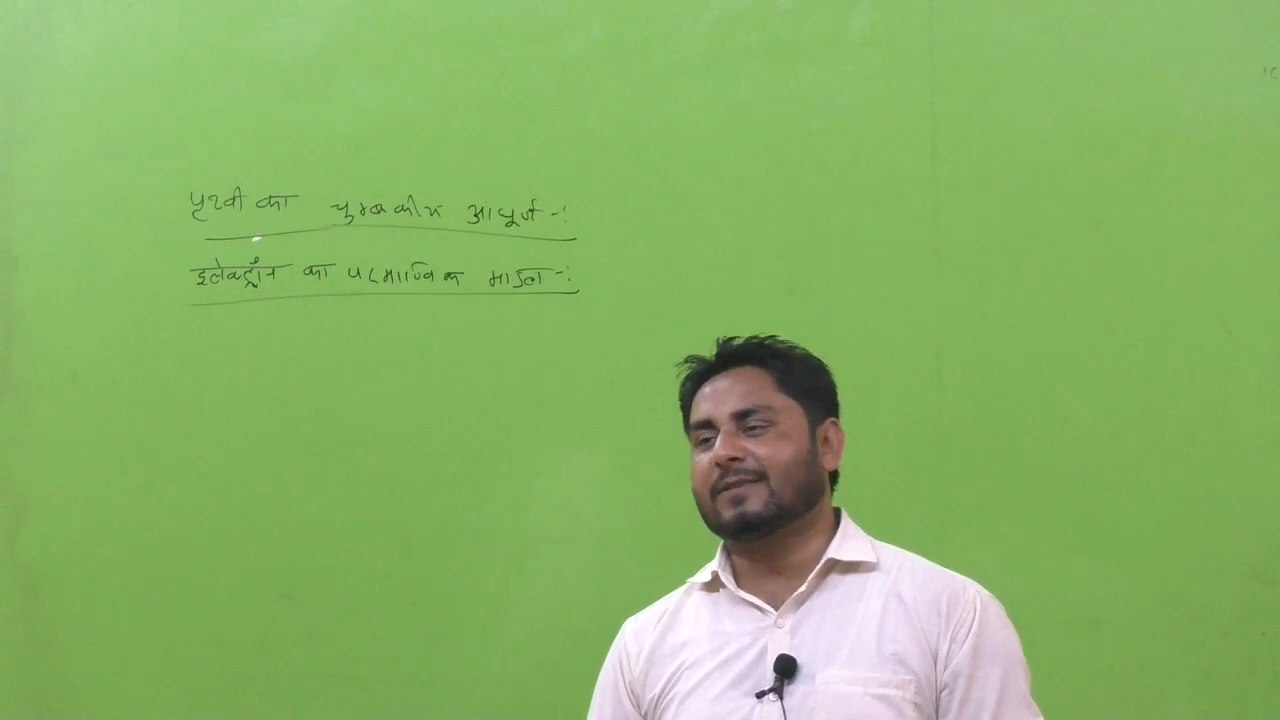 पृथ्वी का चुम्बकीय आघूर्ज -:
इलेक्ट्रॉन का परमाण्विक माडल -: